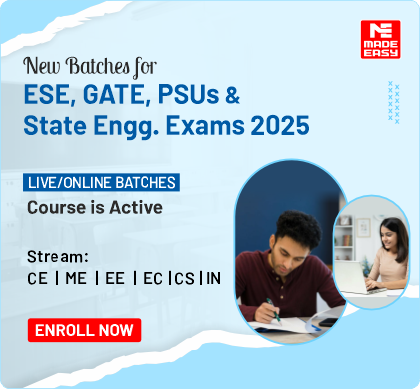 ME
MADE
EASY
New Batches for
ESE, GATE, PSUs &
State Engg. Exams 2025
LIVE/ONLINE BATCHES
Course is Active
Stream:
CE | ME | EE | EC | CS | IN
ENROLL NOW